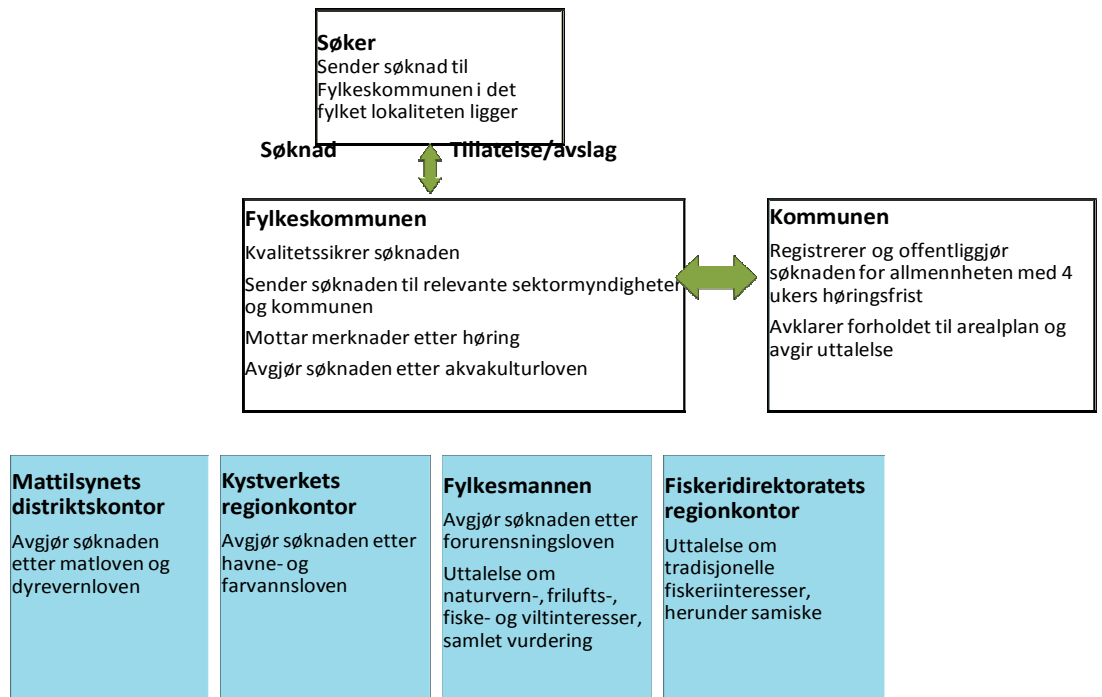 Søker
Sender søknad til
Fylkeskommunen i det
fylket lokaliteten ligger
Søknad
Tillatelse/avslag
Fylkeskommunen
Kvalitetssikrer søknaden
Sender søknaden til relevante sektormyndigheter
og kommunen
Mottar merknader etter høring
Avgjør søknaden etter akvakulturloven
Kommunen
Registrerer og offentliggjør
søknaden for allmennheten med 4
ukers høringsfrist
Avklarer forholdet til arealplan og
avgir uttalelse
Mattilsynets
distriktskontor
Avgjør søknaden
etter matloven og
dyrevernloven
Kystverkets
regionkontor
Avgjør søknaden etter
havne- og
farvannsloven
Fylkesmannen
Avgjør søknaden etter
forurensningsloven
Uttalelse om
naturvern-, frilufts-,
fiske- og viltinteresser,
samlet vurdering
Fiskeridirektoratets
regionkontor
Uttalelse om
tradisjonelle
fiskeriinteresser,
herunder samiske